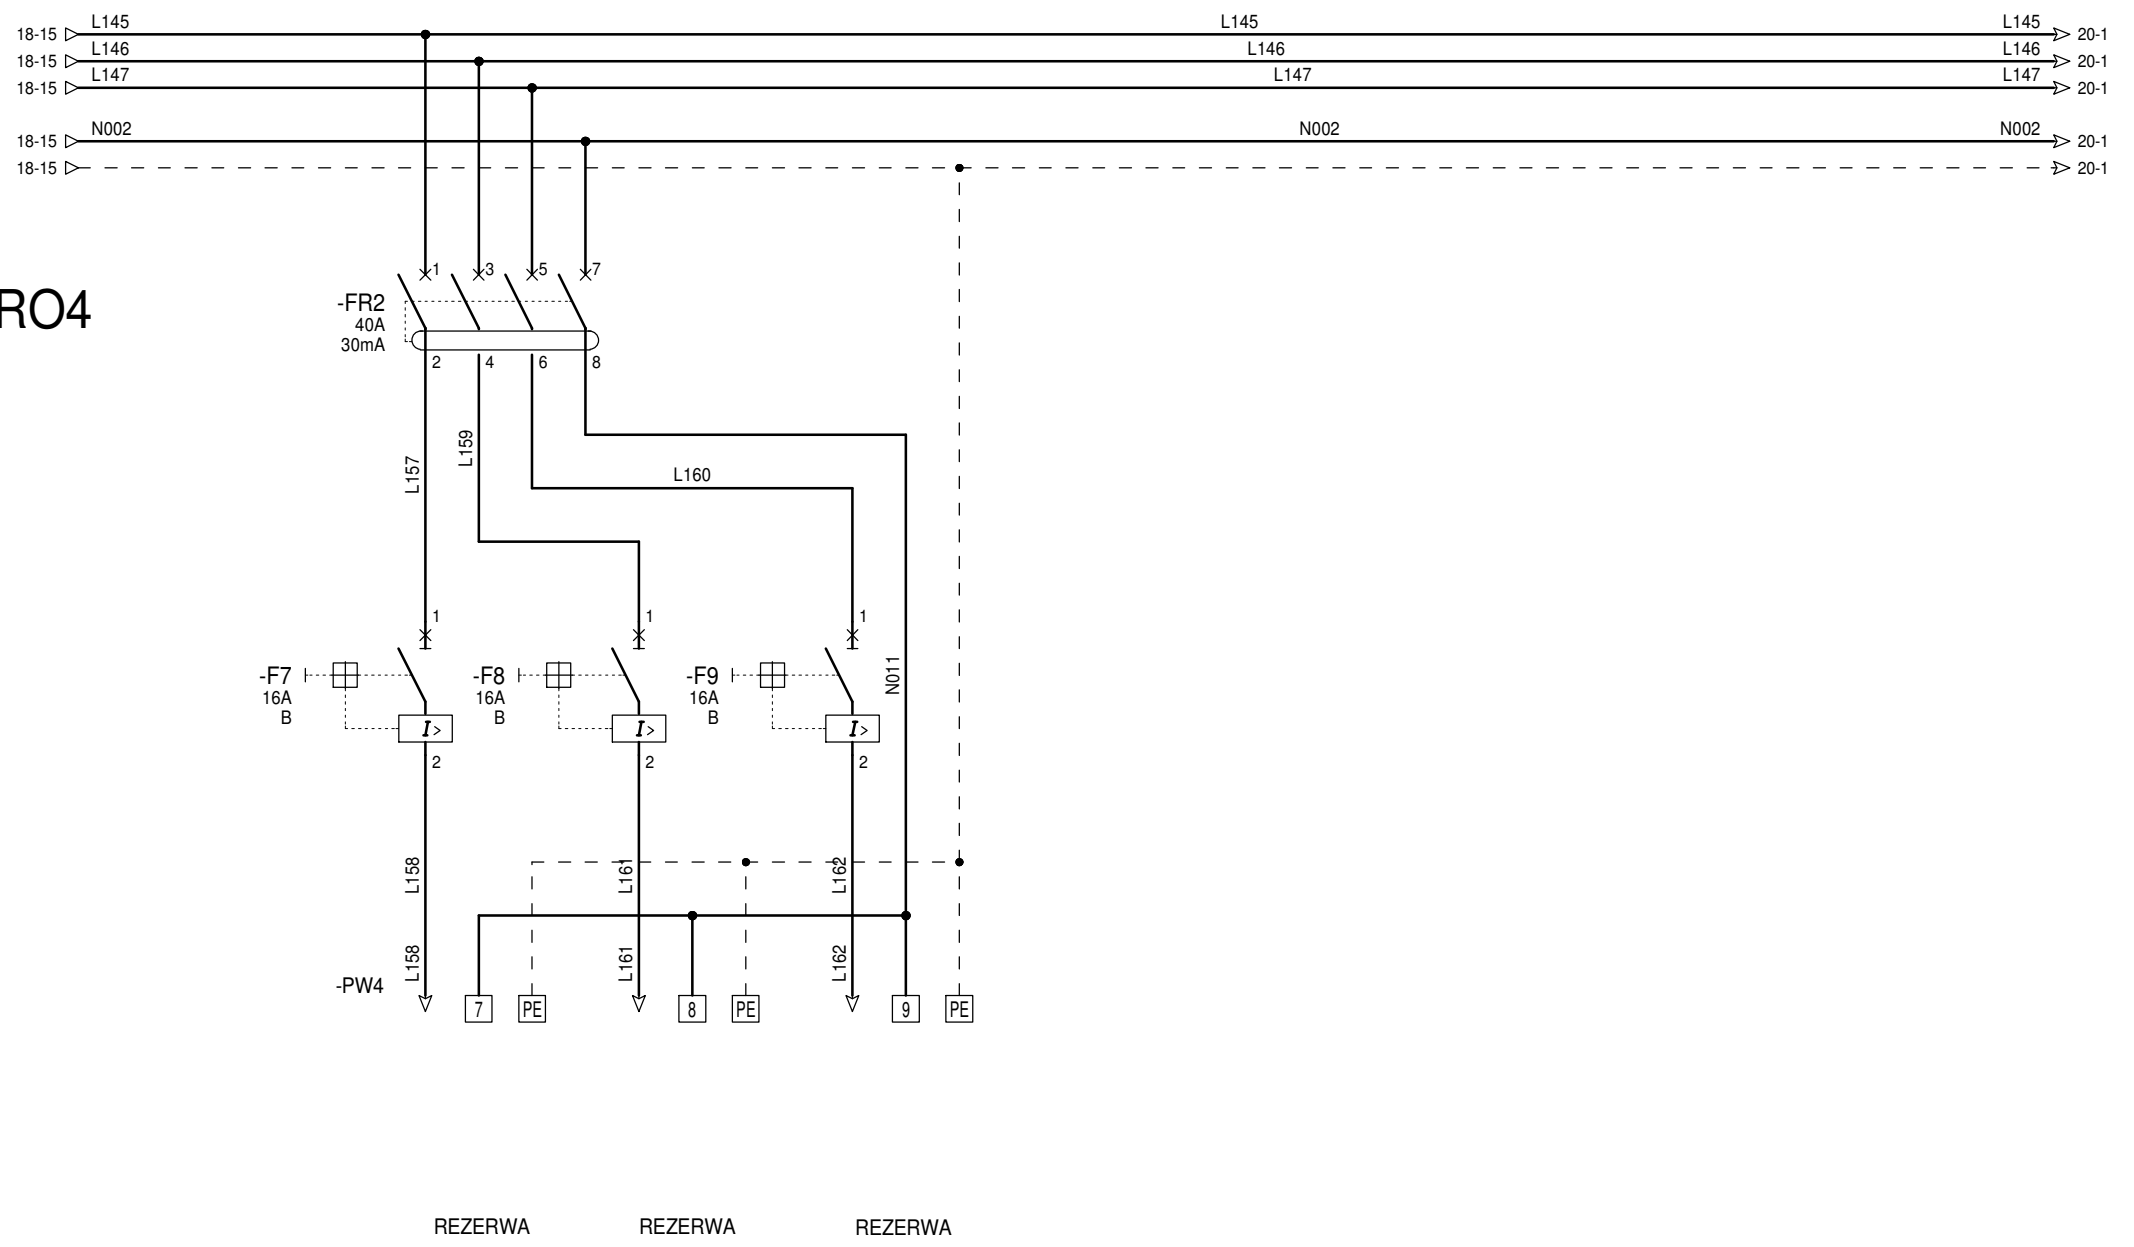 L145 L145 L145
18-15 20-1
L146 L146 L146
18-15 20-1
L147 L147 L147
18-15 20-1
N002 N002 N002
18-15 20-1
18-15 20-1
1 3 5 7
-FR2
RO4
40A
30mA
2 4 6 8
L157
L159
L160
1 1 1
-F7 -F8 -F9
16A 16A 16A
B B B
N011
I> I> I>
2 2 2
L158 L161 L162
L158 L161 L162
-PW4
7 PE 8 PE 9 PE
REZERWA REZERWA REZERWA